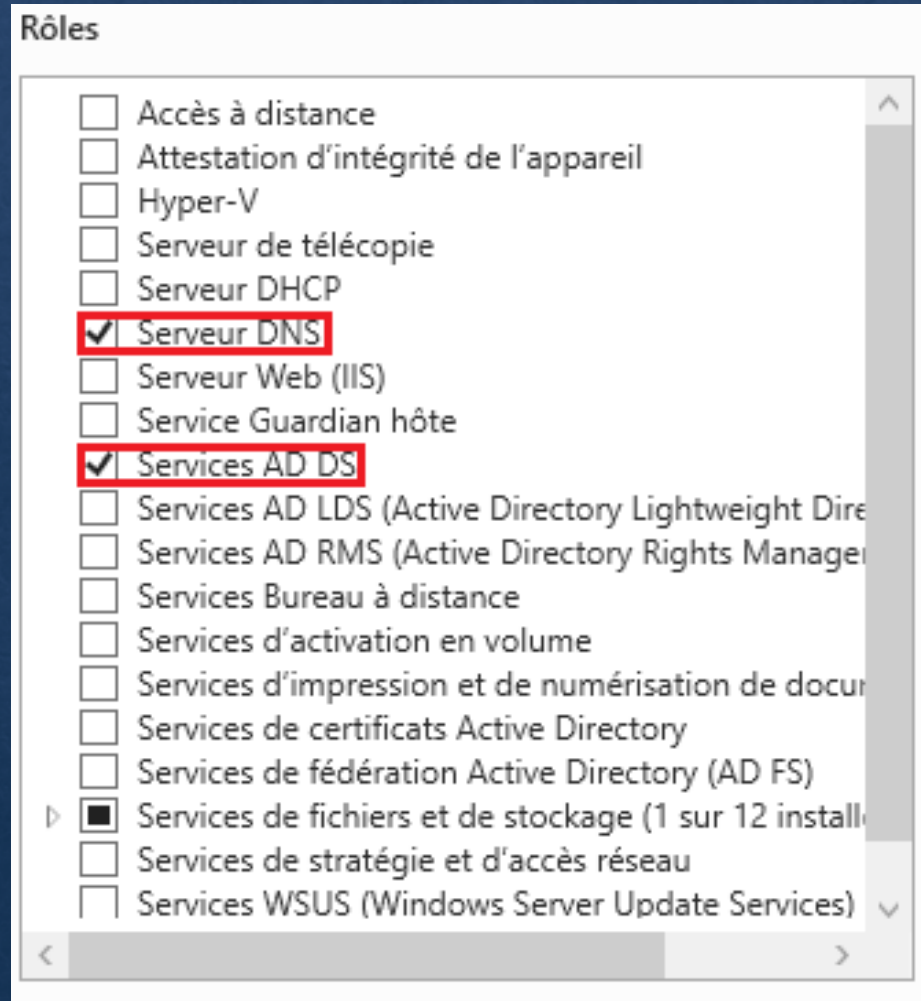 Rôles
Accès à distance
Attestation d'intégrité de l'appareil
Hyper-V
Serveur de télécopie
Serveur DHCP
Serveur DNS
Serveur Web (IIS)
Service Guardian hôte
Services AD DS
Services AD LDS (Active Directory Lightweight Dire
Services AD RMS (Active Directory Rights Manager
Services Bureau à distance
Services d'activation en volume
Services d'impression et de numérisation de docur
Services de certificats Active Directory
Services de fédération Active Directory (AD FS)
Services de fichiers et de stockage (1 sur 12 installe
Services de stratégie et d'accès réseau
Services WSUS (Windows Server Update Services)